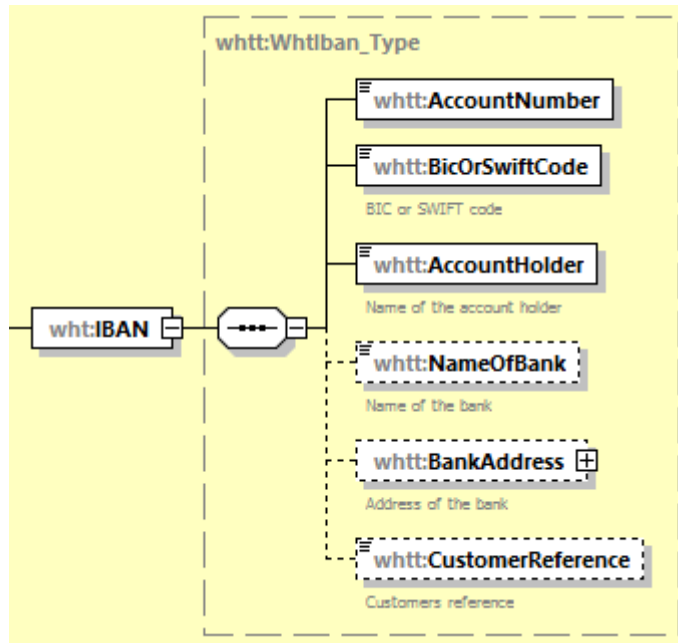 whtt:WhtIban_Type
whtt:AccountNumber
whtt:BicOrSwiftCode
BIC or SWIFT code
whtt:AccountHolder
Name of the account holder
wht:IBAN
whtt:NameOfBank
Name of the bank
whtt:BankAddress
Address of the bank
whtt:CustomerReference
Customers reference